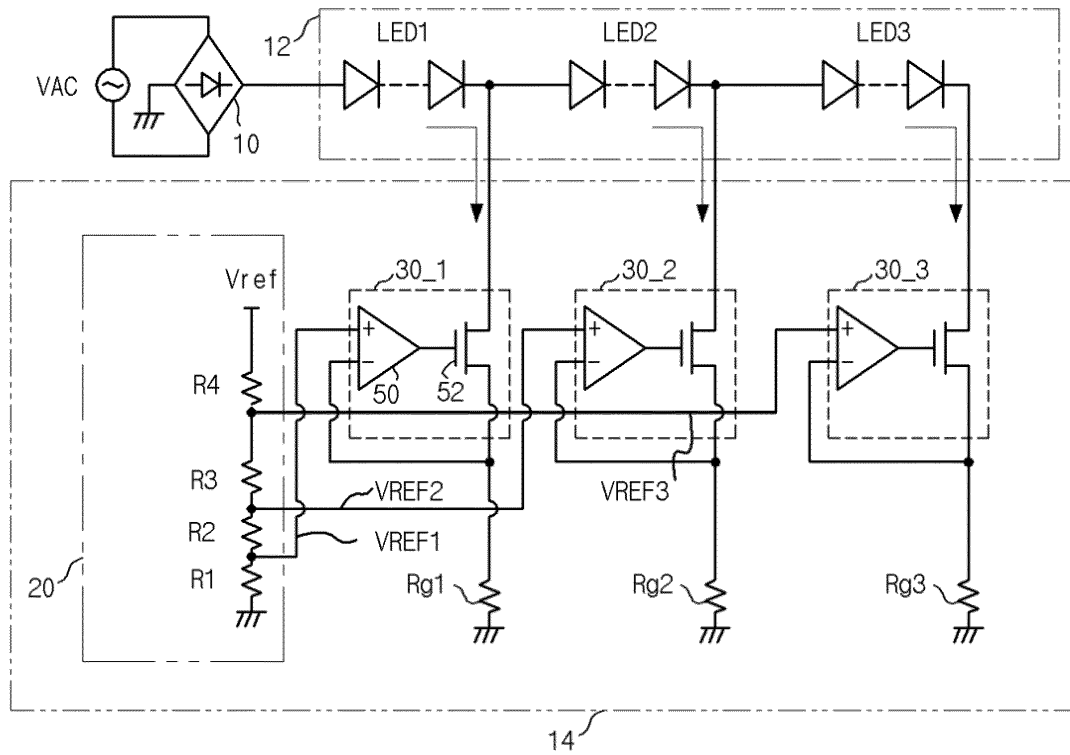 12
LED1
LED2
LED3
VAC
10
Vref
30_1
30_2
30_3
+
−
50
52
+
−
+
−
R4
R3
R2
R1
VREF2
VREF1
VREF3
20
Rg1
Rg2
Rg3
14